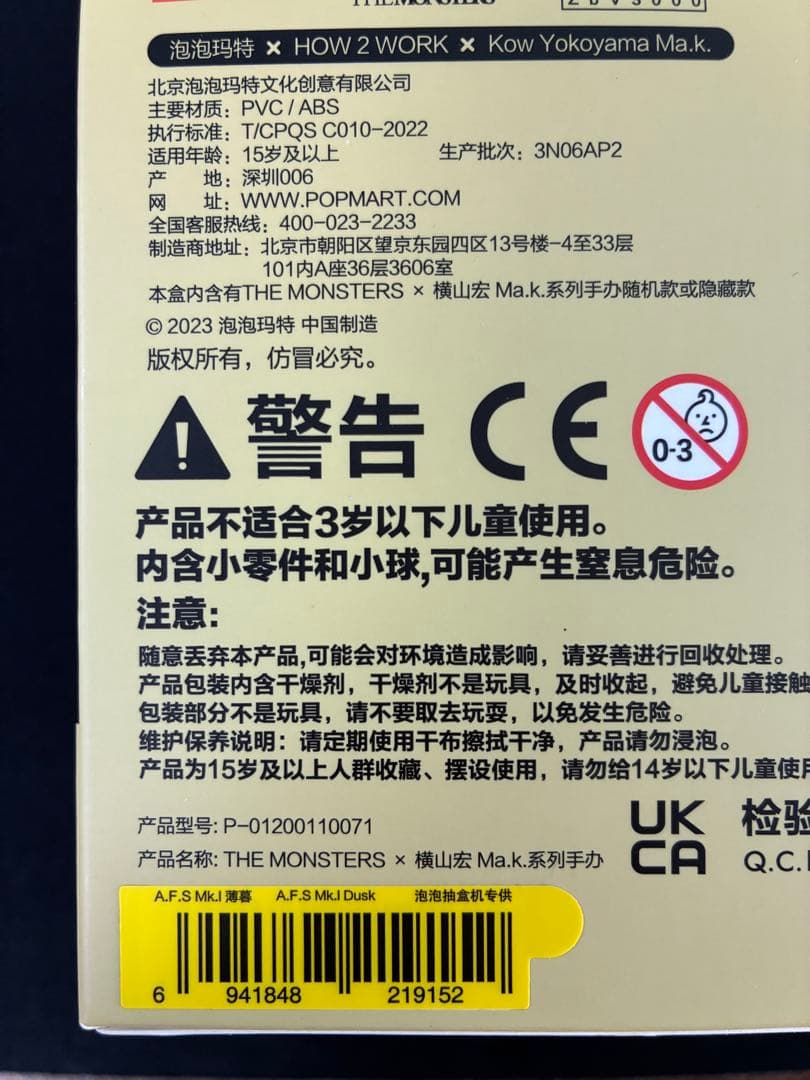 THE MONSTERS
泡泡玛特 × HOW 2 WORK × Kow Yokoyama Ma.k.
北京泡泡玛特文化创意有限公司
主要材质：PVC / ABS
执行标准：T/CPQS C010-2022
适用年龄：15岁及以上 生产批次：3N06AP2
产 地：深圳006
网 址：WWW.POPMART.COM
全国客服热线：400-023-2233
制造商地址：北京市朝阳区望京东园四区13号楼-4至33层
101内A座36层3606室
本盒内含有THE MONSTERS × 横山宏 Ma.k.系列手办随机款或隐藏款
© 2023 泡泡玛特 中国制造
版权所有，仿冒必究。
警告 CE 0-3
产品不适合3岁以下儿童使用。
内含小零件和小球,可能产生窒息危险。
注意:
随意丢弃本产品,可能会对环境造成影响，请妥善进行回收处理。
产品包装内含干燥剂，干燥剂不是玩具，及时收起，避免儿童接触
包装部分不是玩具，请不要取去玩耍，以免发生危险。
维护保养说明：请定期使用干布擦拭干净，产品请勿浸泡。
产品为15岁及以上人群收藏、摆设使用，请勿给14岁以下儿童使用
产品型号: P-01200110071
产品名称: THE MONSTERS × 横山宏 Ma.k.系列手办
UK
CA
检验
Q.C.
A.F.S Mk.I 薄暮 A.F.S Mk.I Dusk 泡泡抽盒机专供
6 941848 219152